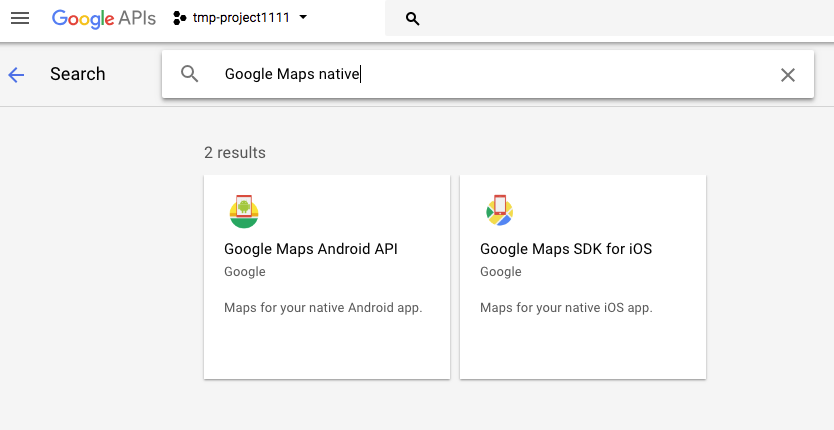 Google APIs tmp-project1111
Search Google Maps native
2 results
Google Maps Android API
Google
Maps for your native Android app.
Google Maps SDK for iOS
Google
Maps for your native iOS app.